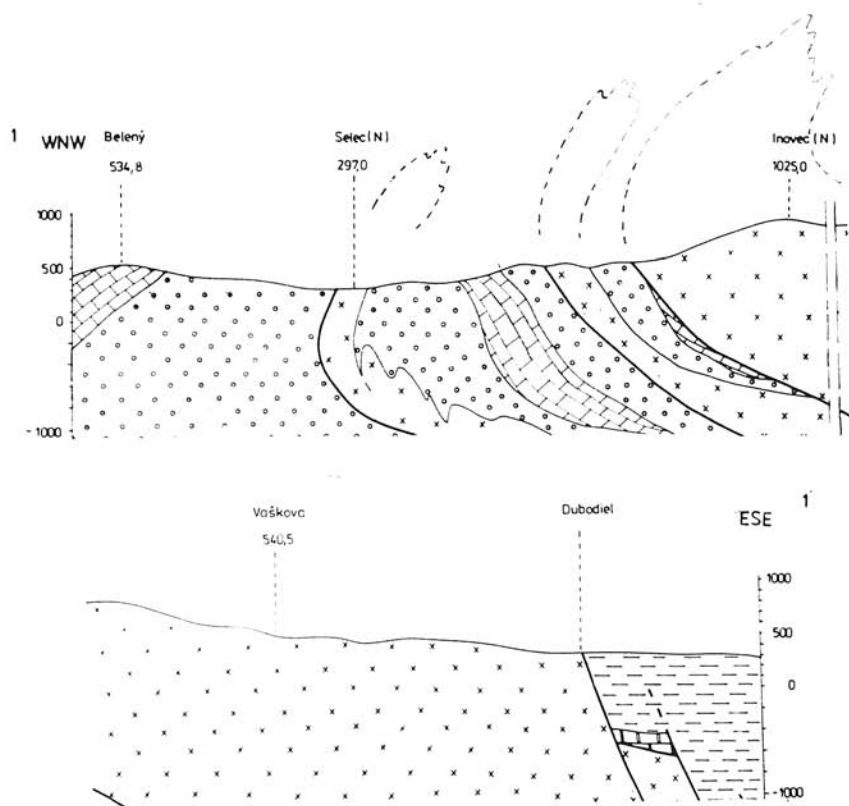 1 WNW Belený Selec (N) Inovec (N)
534,8 297,0 1025,0
1000
500
0
-1000
Vaškova Dubodiel 1'
540,5 ESE
1000
500
0
-1000